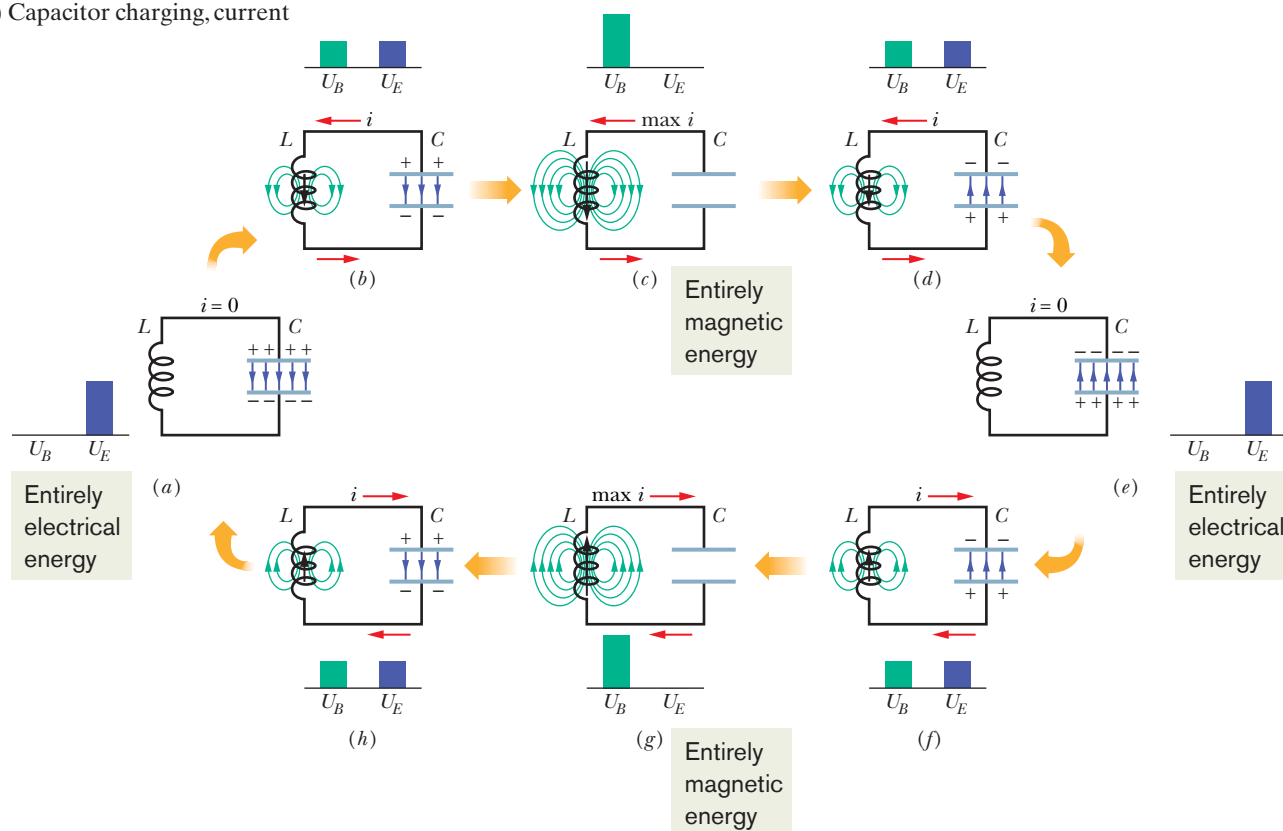 ) Capacitor charging, current
U_B U_E
U_B U_E
U_B U_E
i
L C
+ +
− −
(b)
max i
L C
(c)
Entirely
magnetic
energy
i
L C
− −
+ +
(d)
i = 0
L C
+ + + +
− − − −
U_B U_E
(a)
Entirely
electrical
energy
i = 0
L C
− − − −
+ + + +
U_B U_E
(e)
Entirely
electrical
energy
i
L C
+ +
− −
U_B U_E
(h)
max i
L C
U_B U_E
(g)
Entirely
magnetic
energy
i
L C
− −
+ +
U_B U_E
(f)